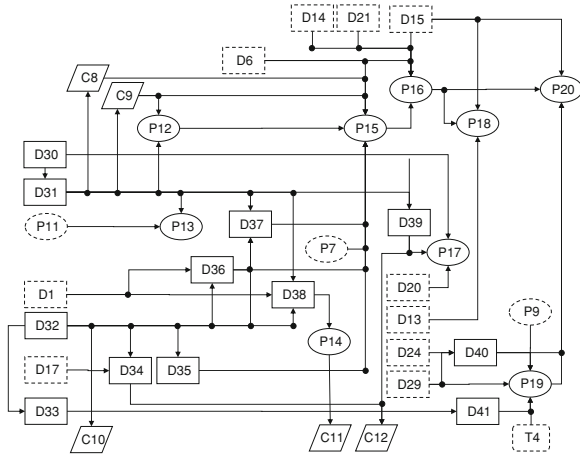 D14 D21 D15
D6
C8 C9 P16 P20
P12 P15 P18
D30
D31
P11 P13 D37 D39
P7 P17
D36
D1 D38 D20
D32 D13 P9
P14
D17 D34 D35 D24 D40
D29 P19
D33 D41
C10 C11 C12 T4